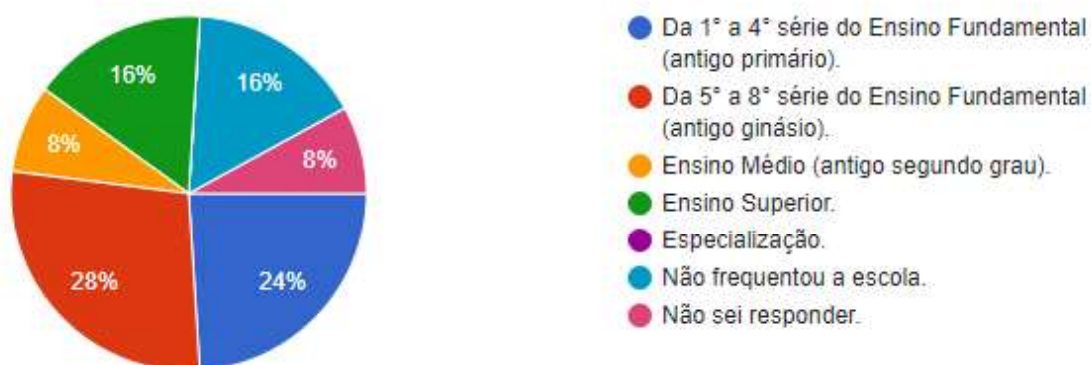 16%
16%
8%
8%
28%
24%
Da 1° a 4° série do Ensino Fundamental
(antigo primário).
Da 5° a 8° série do Ensino Fundamental
(antigo ginásio).
Ensino Médio (antigo segundo grau).
Ensino Superior.
Especialização.
Não frequentou a escola.
Não sei responder.